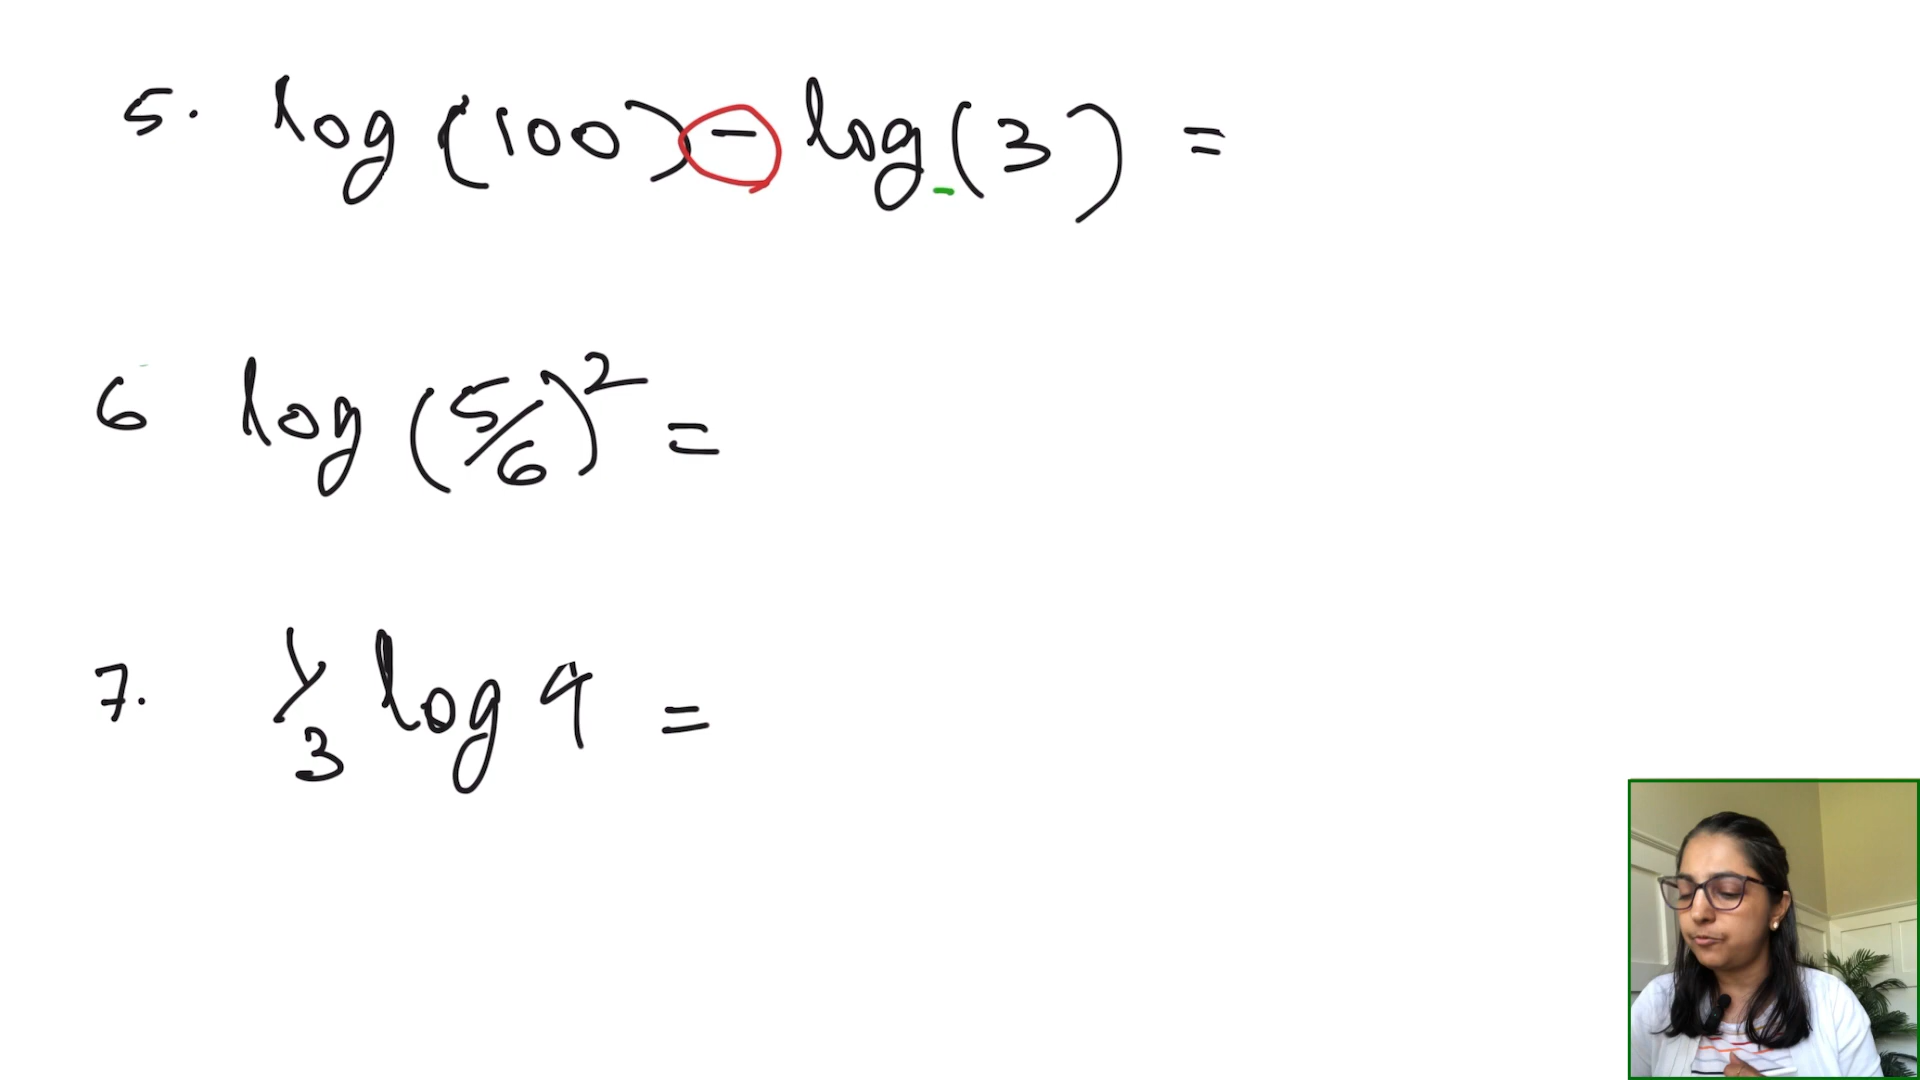 5. log (100) - log (3) =
6 log (5/6)² =
7. 1/3 log 4 =